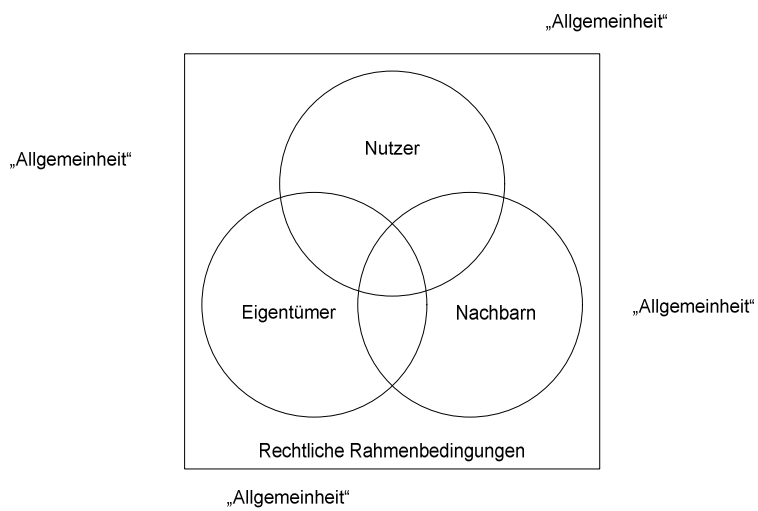 „Allgemeinheit“
Nutzer
„Allgemeinheit“
Eigentümer
Nachbarn
„Allgemeinheit“
Rechtliche Rahmenbedingungen
„Allgemeinheit“